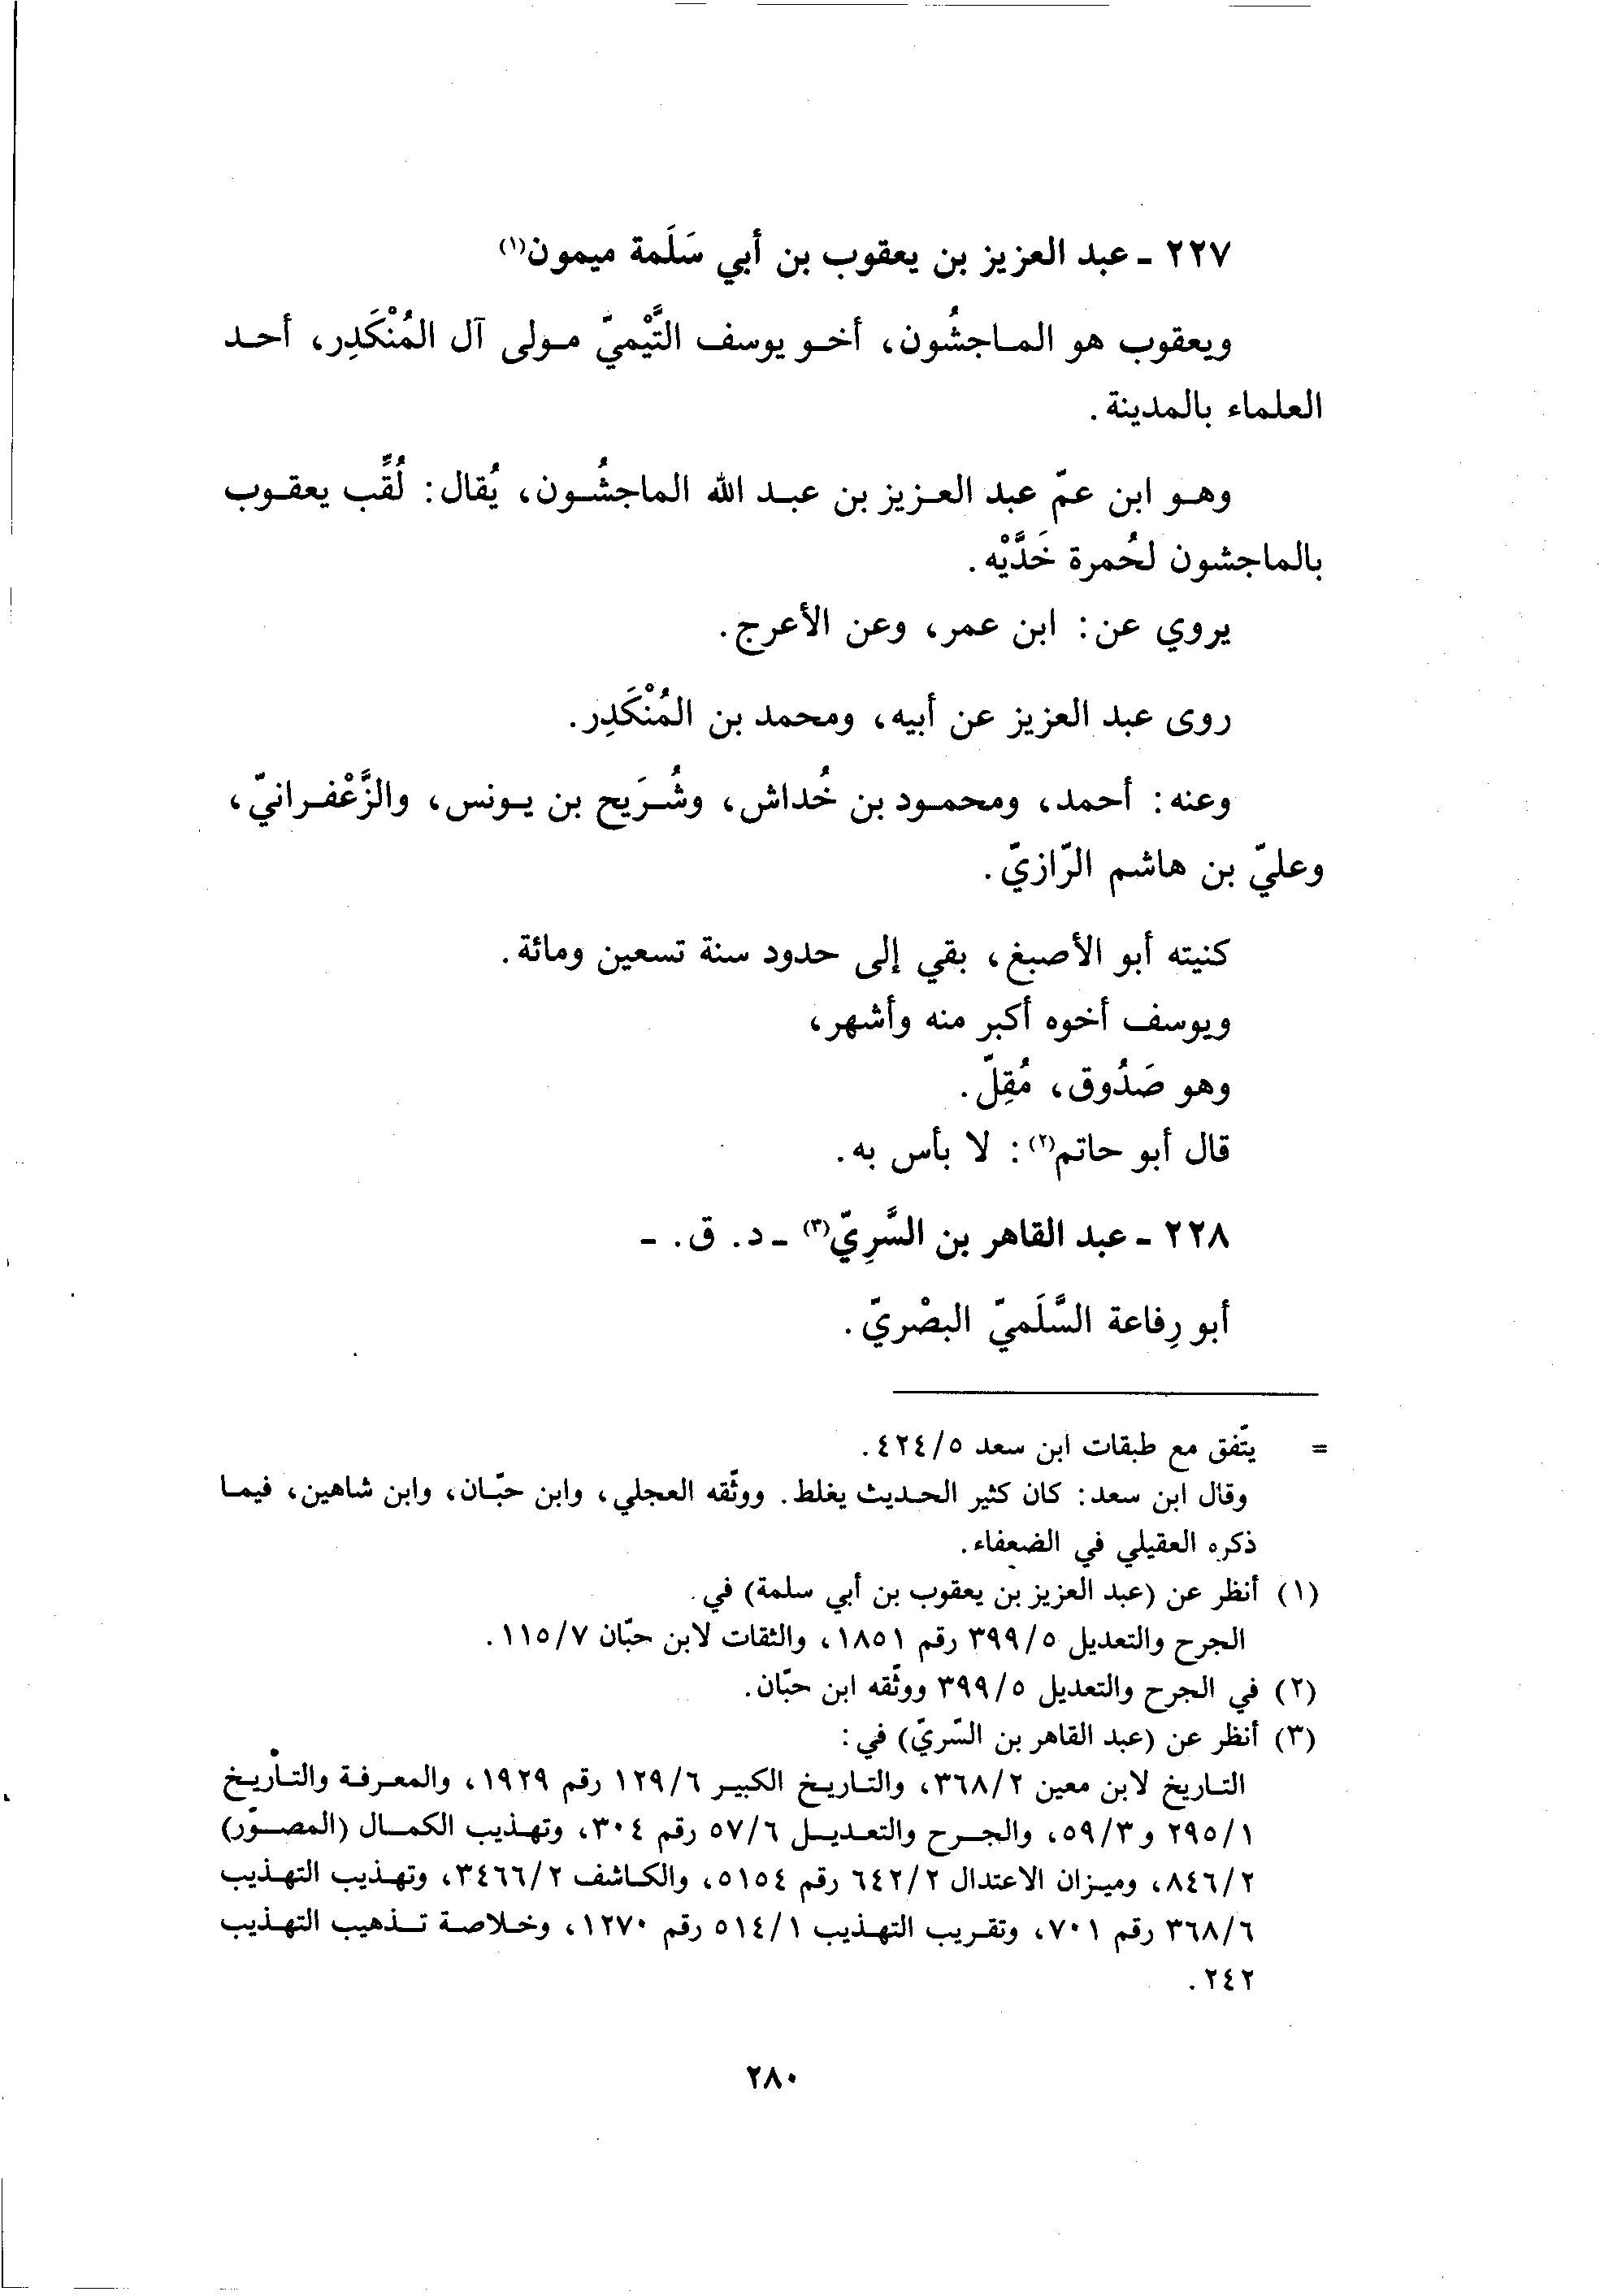 ٢٢٧ - عبد العزيز بن يعقوب بن أبي سَلَمة ميمون(١)
ويعقوب هو الماجشُون، أخو يوسف التَّيْميّ مولى آل المُنْكَدِر، أحد
العلماء بالمدينة.
وهو ابن عمّ عبد العزيز بن عبد الله الماجشُون، يُقال: لُقِّب يعقوب
بالماجشون لحُمرة خَدَّيْه.
يروي عن: ابن عمر، وعن الأعرج.
روى عبد العزيز عن أبيه، ومحمد بن المُنْكَدِر.
وعنه: أحمد، ومحمود بن خُداش، وشُرَيح بن يونس، والزَّعْفرانيّ،
وعليّ بن هاشم الرّازيّ.
كنيته أبو الأصبغ، بقي إلى حدود سنة تسعين ومائة.
ويوسف أخوه أكبر منه وأشهر،
وهو صَدُوق، مُقِلّ.
قال أبو حاتم(٢): لا بأس به.
٢٢٨ - عبد القاهر بن السَّرِيّ(٣) - د. ق. -
أبو رِفاعة السَّلَميّ البصْريّ.
= يتّفق مع طبقات ابن سعد ٤٢٤/٥.
وقال ابن سعد: كان كثير الحديث يغلط. ووثّقه العجلي، وابن حبّان، وابن شاهين، فيما
ذكره العقيلي في الضعفاء.
(١) أنظر عن (عبد العزيز بن يعقوب بن أبي سلمة) في
الجرح والتعديل ٣٩٩/٥ رقم ١٨٥١، والثقات لابن حبّان ١١٥/٧.
(٢) في الجرح والتعديل ٣٩٩/٥ ووثّقه ابن حبّان.
(٣) أنظر عن (عبد القاهر بن السّريّ) في:
التاريخ لابن معين ٣٦٨/٢، والتاريخ الكبير ١٢٩/٦ رقم ١٩٢٩، والمعرفة والتأريخ
٢٩٥/١ و ٥٩/٣، والجرح والتعديل ٥٧/٦ رقم ٣٠٤، وتهذيب الكمال (المصوّر)
٨٤٦/٢، وميزان الاعتدال ٦٤٢/٢ رقم ٥١٥٤، والكاشف ٣٤٦٦/٢، وتهذيب التهذيب
٣٦٨/٦ رقم ٧٠١، وتقريب التهذيب ٥١٤/١ رقم ١٢٧٠، وخلاصة تذهيب التهذيب
٢٤٢.
٢٨٠